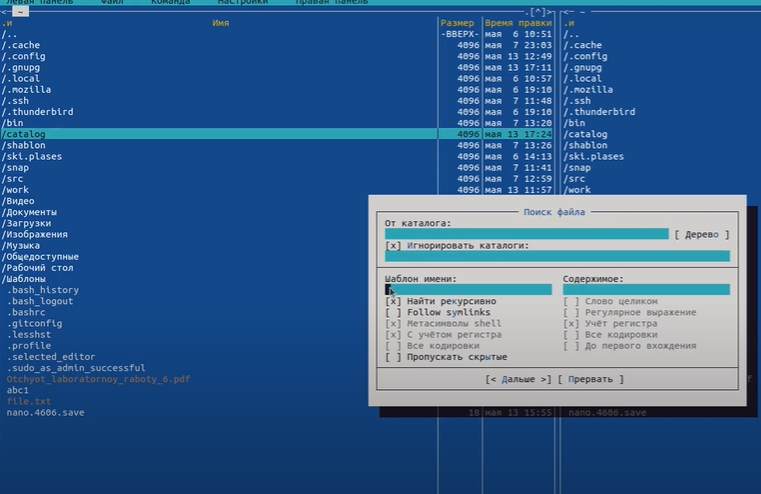 Левая панель Файл Команда Настройки Правая панель
<─ ~ .[^]>
<─ ~
.и Имя Размер Время правки
.и
/.. -ВВЕРХ- мая 6 10:51
/..
/.cache 4096 мая 7 23:03
/.cache
/.config 4096 мая 13 12:49
/.config
/.gnupg 4096 мая 13 17:11
/.gnupg
/.local 4096 мая 6 10:57
/.local
/.mozilla 4096 мая 6 19:10
/.mozilla
/.ssh 4096 мая 7 11:48
/.ssh
/.thunderbird 4096 мая 6 19:10
/.thunderbird
/bin 4096 мая 7 13:20
/bin
/catalog 4096 мая 13 17:24
/catalog
/shablon 4096 мая 7 13:26
/shablon
/ski.plases 4096 мая 6 14:13
/ski.plases
/snap 4096 мая 7 11:41
/snap
/src 4096 мая 7 12:59
/src
/work 4096 мая 13 11:57
/work
/Видео
/Документы
/Загрузки
/Изображения
/Музыка
/Общедоступные
/Рабочий стол
/Шаблоны
.bash_history
.bash_logout
.bashrc
.gitconfig
.lesshst
.profile
.selected_editor
.sudo_as_admin_successful
Otchyot_laboratornoy_raboty_6.pdf
abc1
file.txt
nano.4606.save 18 мая 13 15:55
nano.4606.save
Поиск файла
От каталога:
[ Дерево ]
[x] Игнорировать каталоги:
Шаблон имени:
[x] Найти рекурсивно
[ ] Follow symlinks
[x] Метасимволы shell
[x] С учётом регистра
[ ] Все кодировки
[ ] Пропускать скрытые
Содержимое:
[ ] Слово целиком
[ ] Регулярное выражение
[x] Учёт регистра
[ ] Все кодировки
[ ] До первого вхождения
[< Дальше >] [ Прервать ]